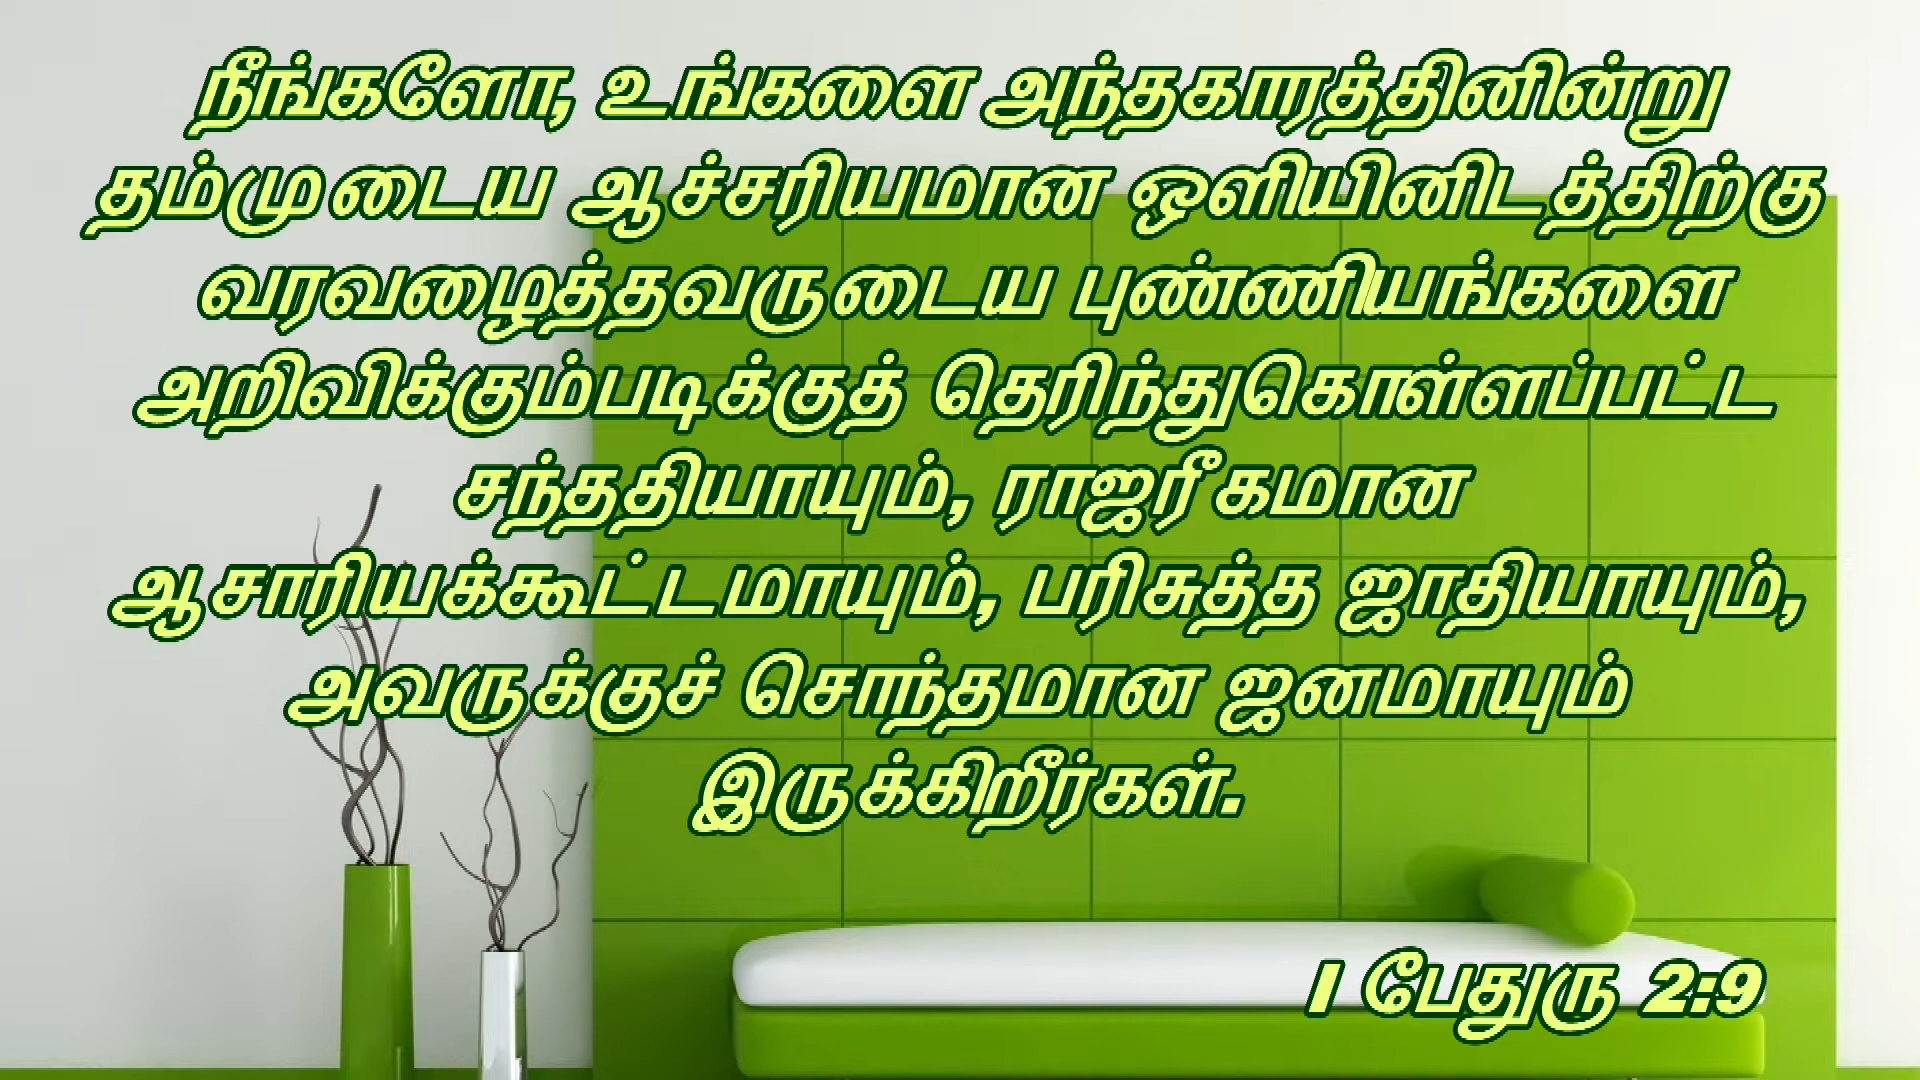 நீங்களோ, உங்களை அந்தகாரத்தினின்று
தம்முடைய ஆச்சரியமான ஒளியினிடத்திற்கு
வரவழைத்தவருடைய புண்ணியங்களை
அறிவிக்கும்படிக்குத் தெரிந்துகொள்ளப்பட்ட
சந்ததியாயும், ராஜரீகமான
ஆசாரியக்கூட்டமாயும், பரிசுத்த ஜாதியாயும்,
அவருக்குச் சொந்தமான ஜனமாயும்
இருக்கிறீர்கள்.
I பேதுரு 2:9